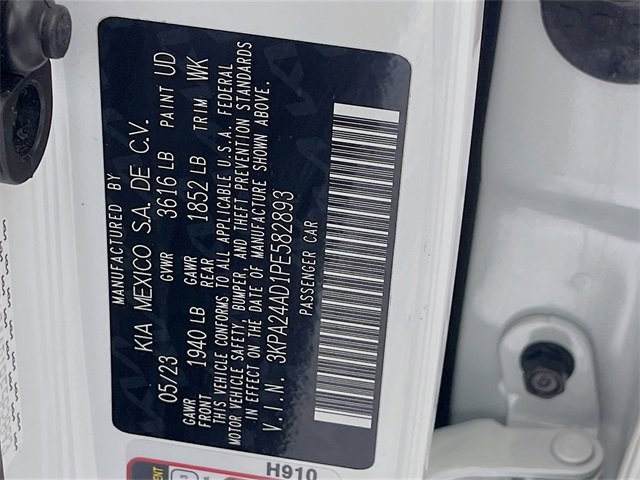 MANUFACTURED BY
KIA MEXICO S.A. DE C.V.
05/23 GVWR 3616 LB PAINT UD
GAWR FRONT 1940 LB GAWR REAR 1852 LB TRIM WK
THIS VEHICLE CONFORMS TO ALL APPLICABLE U.S.A. FEDERAL
MOTOR VEHICLE SAFETY, BUMPER, AND THEFT PREVENTION STANDARDS
IN EFFECT ON THE DATE OF MANUFACTURE SHOWN ABOVE.
V.I.N. 3KPA24AD1PE582893
PASSENGER CAR
H910